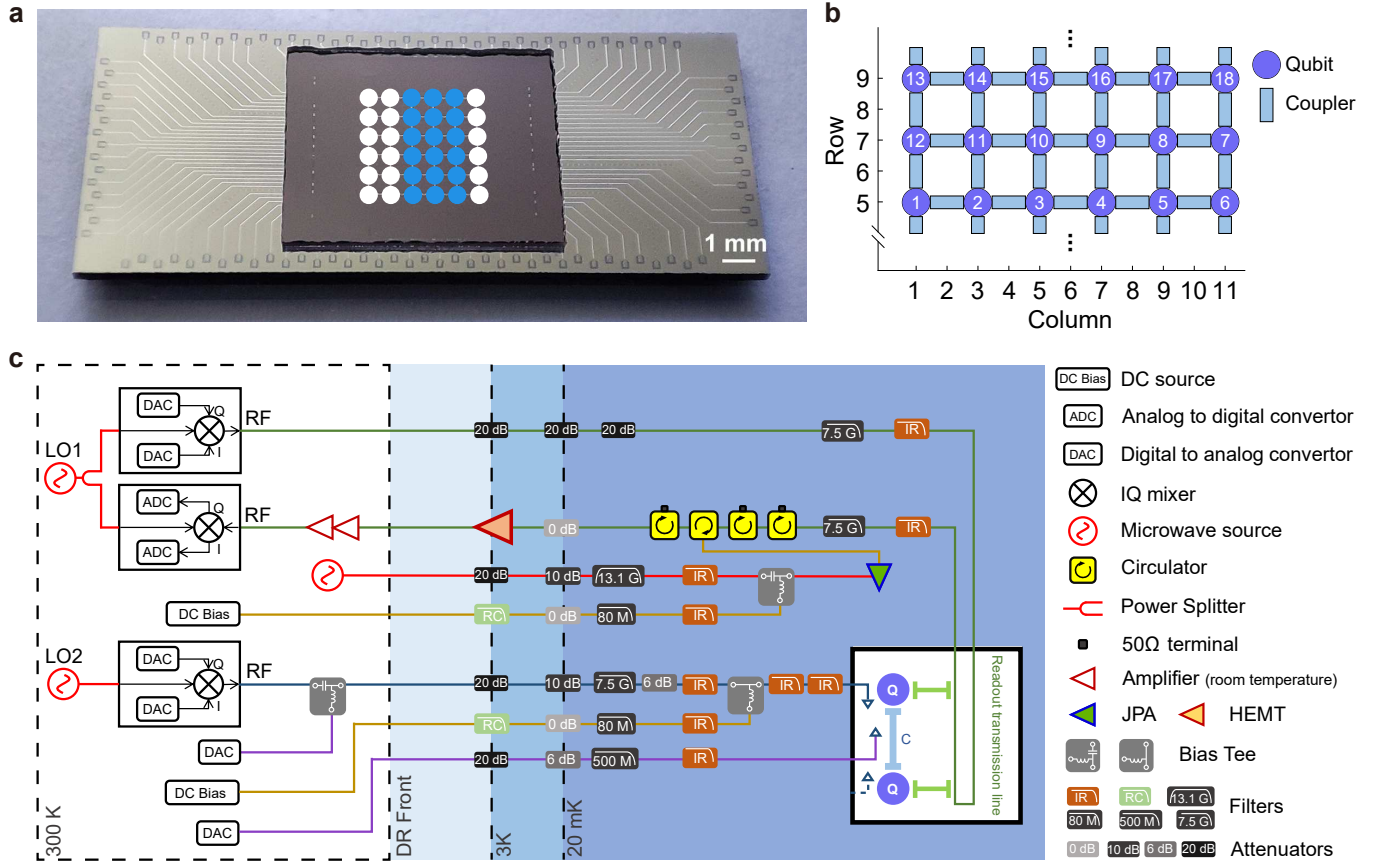 a
1 mm
b
9
7
5
Row
13 14 15 16 17 18
12 11 10 9 8 7
1 2 3 4 5 6
1 2 3 4 5 6 7 8 9 10 11
Column
Qubit
Coupler
c
LO1
DAC
Q
DAC
I
RF
20 dB 20 dB 20 dB 7.5 G IR
ADC
Q
ADC
I
RF
0 dB 7.5 G IR
20 dB 10 dB 13.1 G IR
DC Bias RC 0 dB 80 M IR
LO2
DAC
Q
DAC
I
RF
20 dB 10 dB 7.5 G 6 dB IR IR IR
DAC
RC 0 dB 80 M IR
20 dB 6 dB 500 M IR
DC Bias
DAC
300 K
DR Front
3K
20 mK
Q
C
Q
Readout transmission line
DC Bias DC source
ADC Analog to digital convertor
DAC Digital to analog convertor
IQ mixer
Microwave source
Circulator
Power Splitter
50Ω terminal
Amplifier (room temperature)
JPA HEMT
Bias Tee
IR RC 13.1 G
Filters
80 M 500 M 7.5 G
0 dB 10 dB 6 dB 20 dB Attenuators